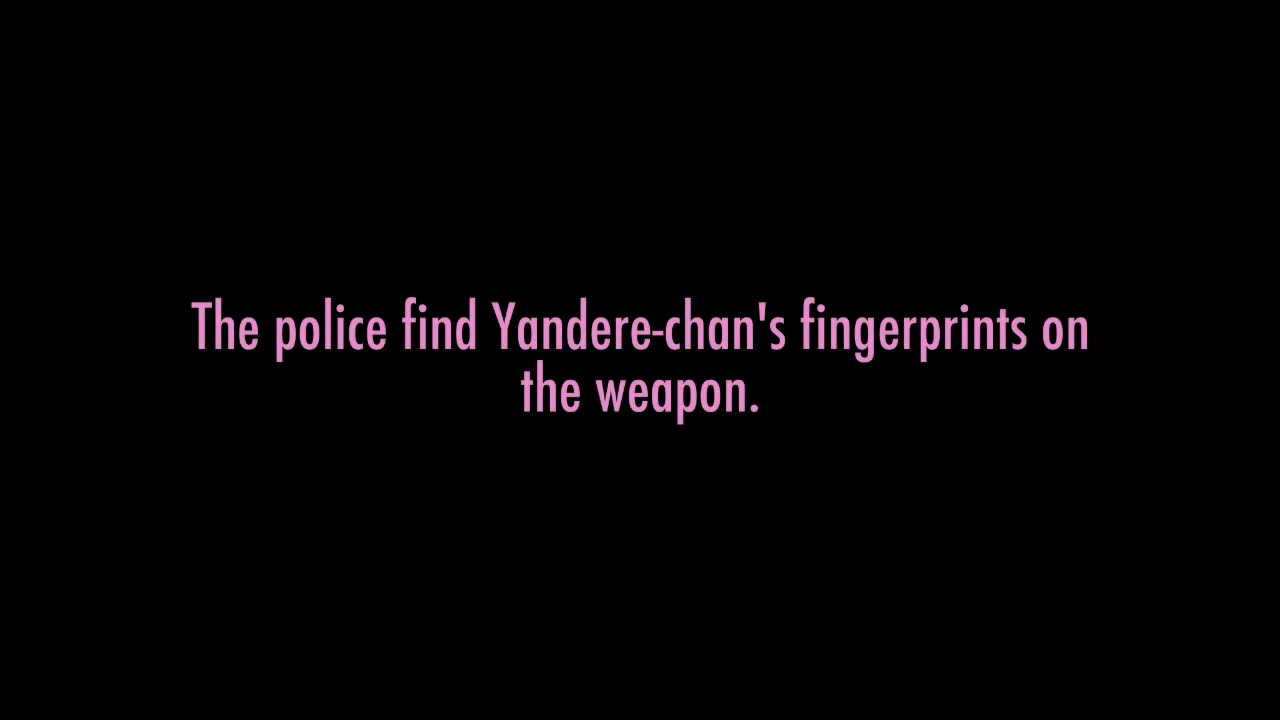 The police find Yandere-chan's fingerprints on
the weapon.